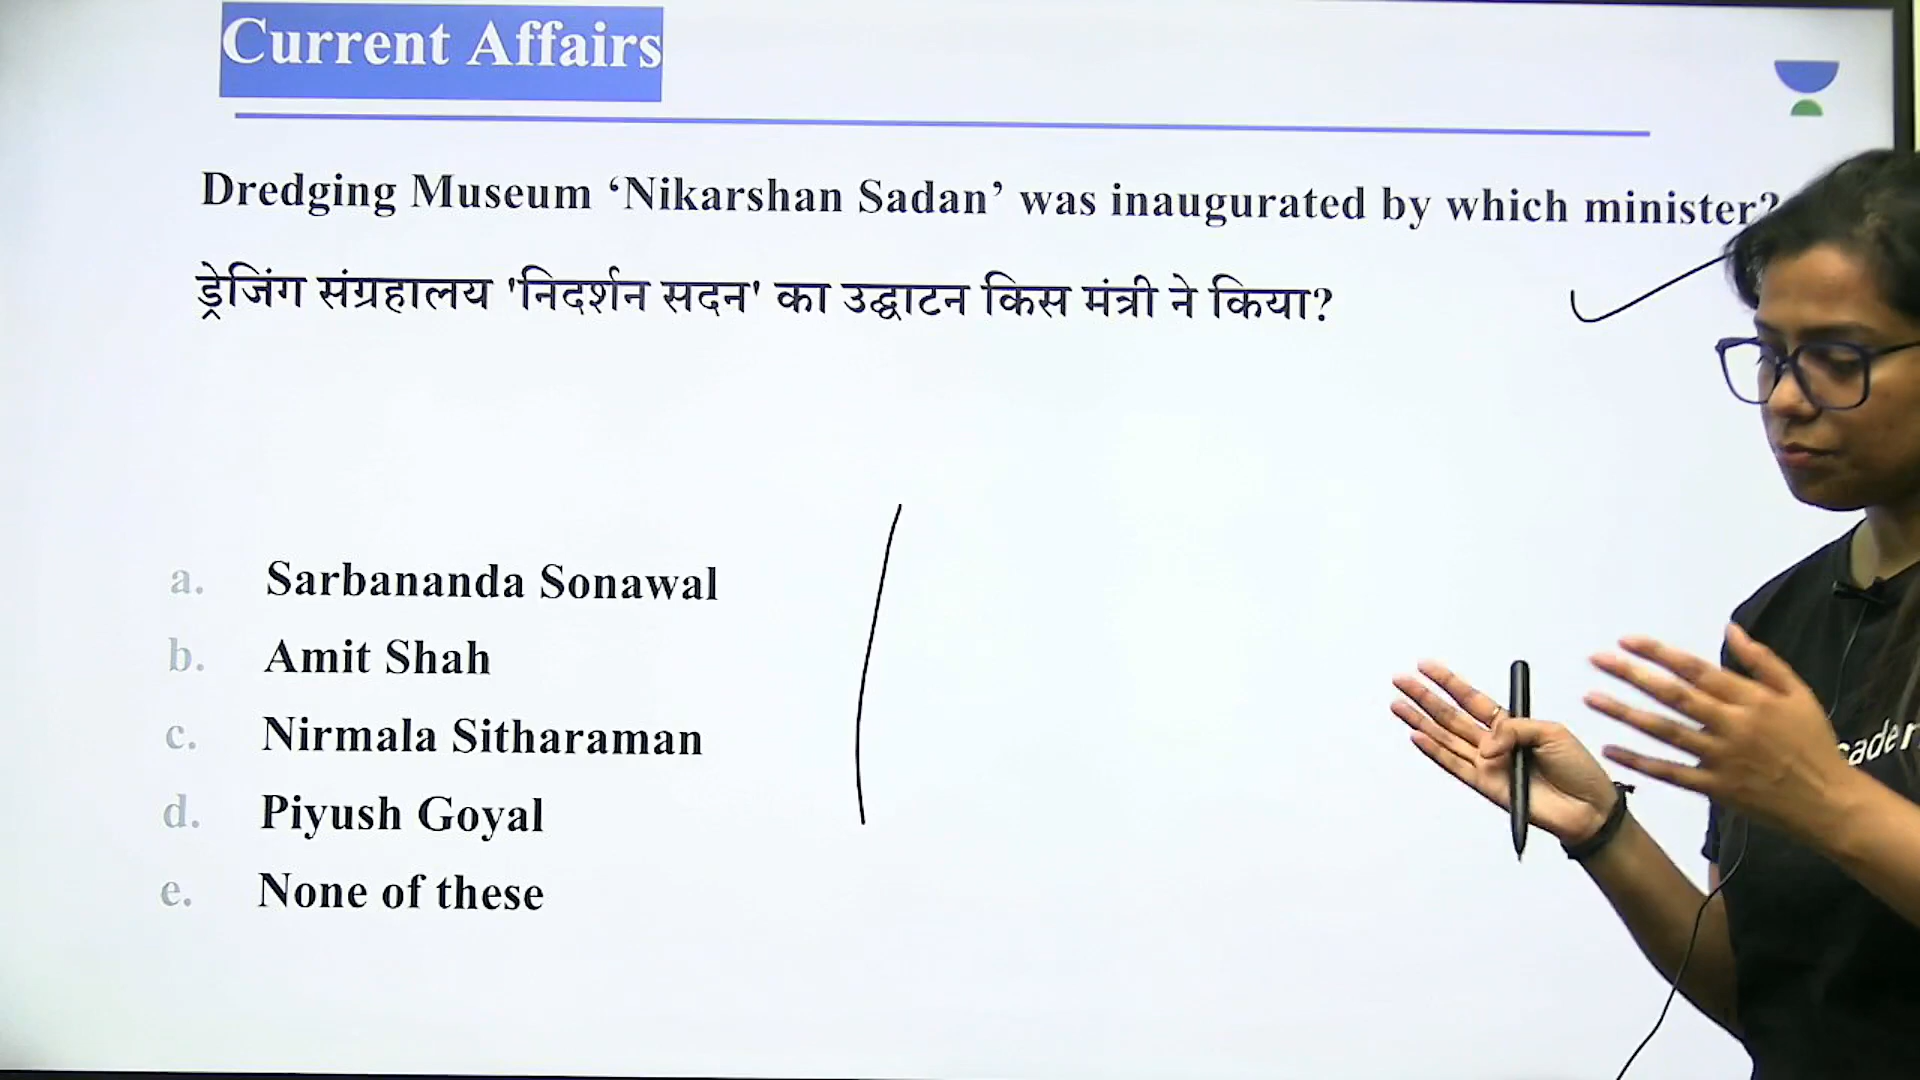 Current Affairs
Dredging Museum ‘Nikarshan Sadan’ was inaugurated by which minister?
ड्रेजिंग संग्रहालय 'निदर्शन सदन' का उद्घाटन किस मंत्री ने किया?
a. Sarbananda Sonawal
b. Amit Shah
c. Nirmala Sitharaman
d. Piyush Goyal
e. None of these